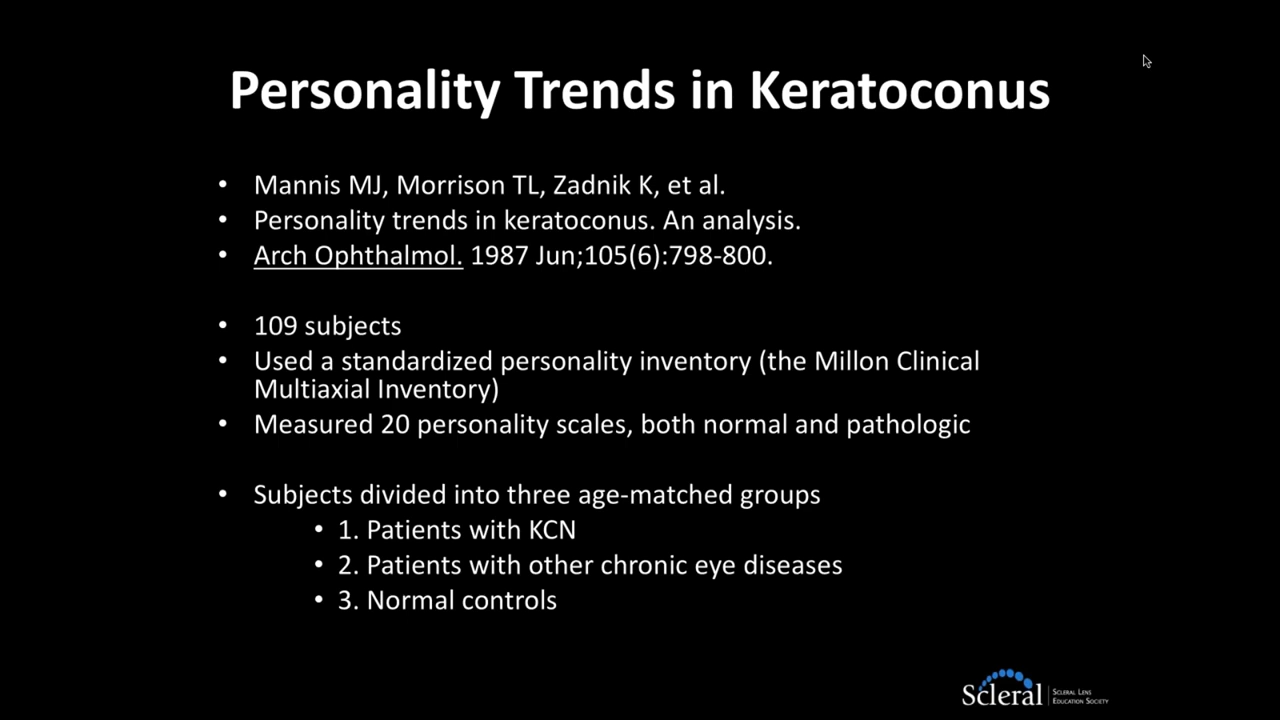 Personality Trends in Keratoconus
• Mannis MJ, Morrison TL, Zadnik K, et al.
• Personality trends in keratoconus. An analysis.
• Arch Ophthalmol. 1987 Jun;105(6):798-800.
• 109 subjects
• Used a standardized personality inventory (the Millon Clinical
Multiaxial Inventory)
• Measured 20 personality scales, both normal and pathologic
• Subjects divided into three age-matched groups
• 1. Patients with KCN
• 2. Patients with other chronic eye diseases
• 3. Normal controls
Scleral
Scleral Lens
Education Society